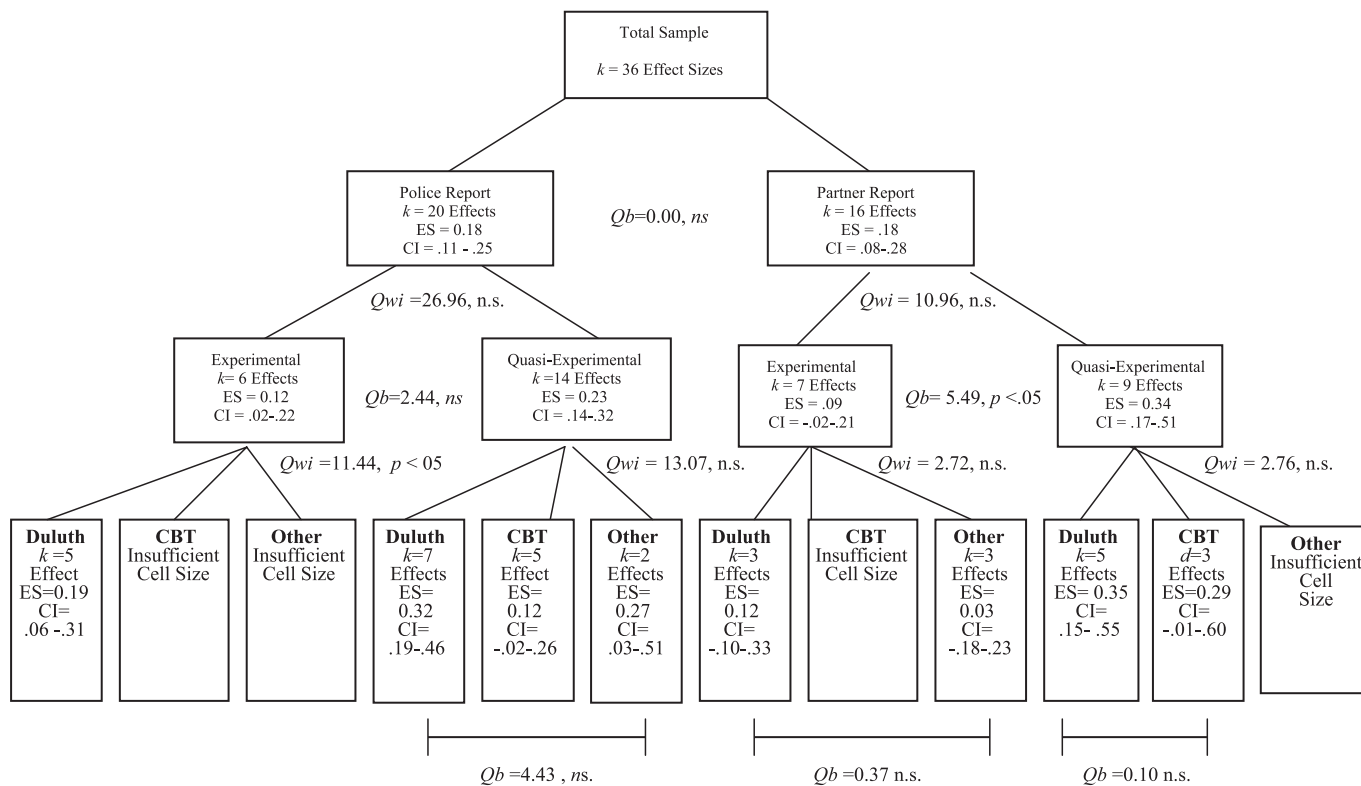 Total Sample
k = 36 Effect Sizes
Police Report
k = 20 Effects
ES = 0.18
CI = .11 – .25
Qb=0.00, ns
Partner Report
k = 16 Effects
ES = .18
CI = .08-.28
Qwi =26.96, n.s.
Qwi = 10.96, n.s.
Experimental
k= 6 Effects
ES = 0.12
CI = .02-.22
Qb=2.44, ns
Quasi-Experimental
k =14 Effects
ES = 0.23
CI = .14-.32
Experimental
k = 7 Effects
ES = .09
CI = -.02-.21
Qb= 5.49, p <.05
Quasi-Experimental
k = 9 Effects
ES = 0.34
CI = .17-.51
Qwi =11.44, p < 05
Qwi = 13.07, n.s.
Qwi = 2.72, n.s.
Qwi = 2.76, n.s.
Duluth
k =5
Effect
ES=0.19
CI=
.06 -.31
CBT
Insufficient
Cell Size
Other
Insufficient
Cell Size
Duluth
k=7
Effects
ES=
0.32
CI=
.19-.46
CBT
k=5
Effect
ES=
0.12
CI=
-.02-.26
Other
k=2
Effects
ES=
0.27
CI=
.03-.51
Duluth
k=3
Effects
ES=
0.12
CI=
-.10-.33
CBT
Insufficient
Cell Size
Other
k=3
Effects
ES=
0.03
CI=
-.18-.23
Duluth
k=5
Effects
ES= 0.35
CI=
.15- .55
CBT
d=3
Effects
ES=0.29
CI=
-.01-.60
Other
Insufficient
Cell
Size
Qb =4.43 , ns.
Qb =0.37 n.s.
Qb =0.10 n.s.